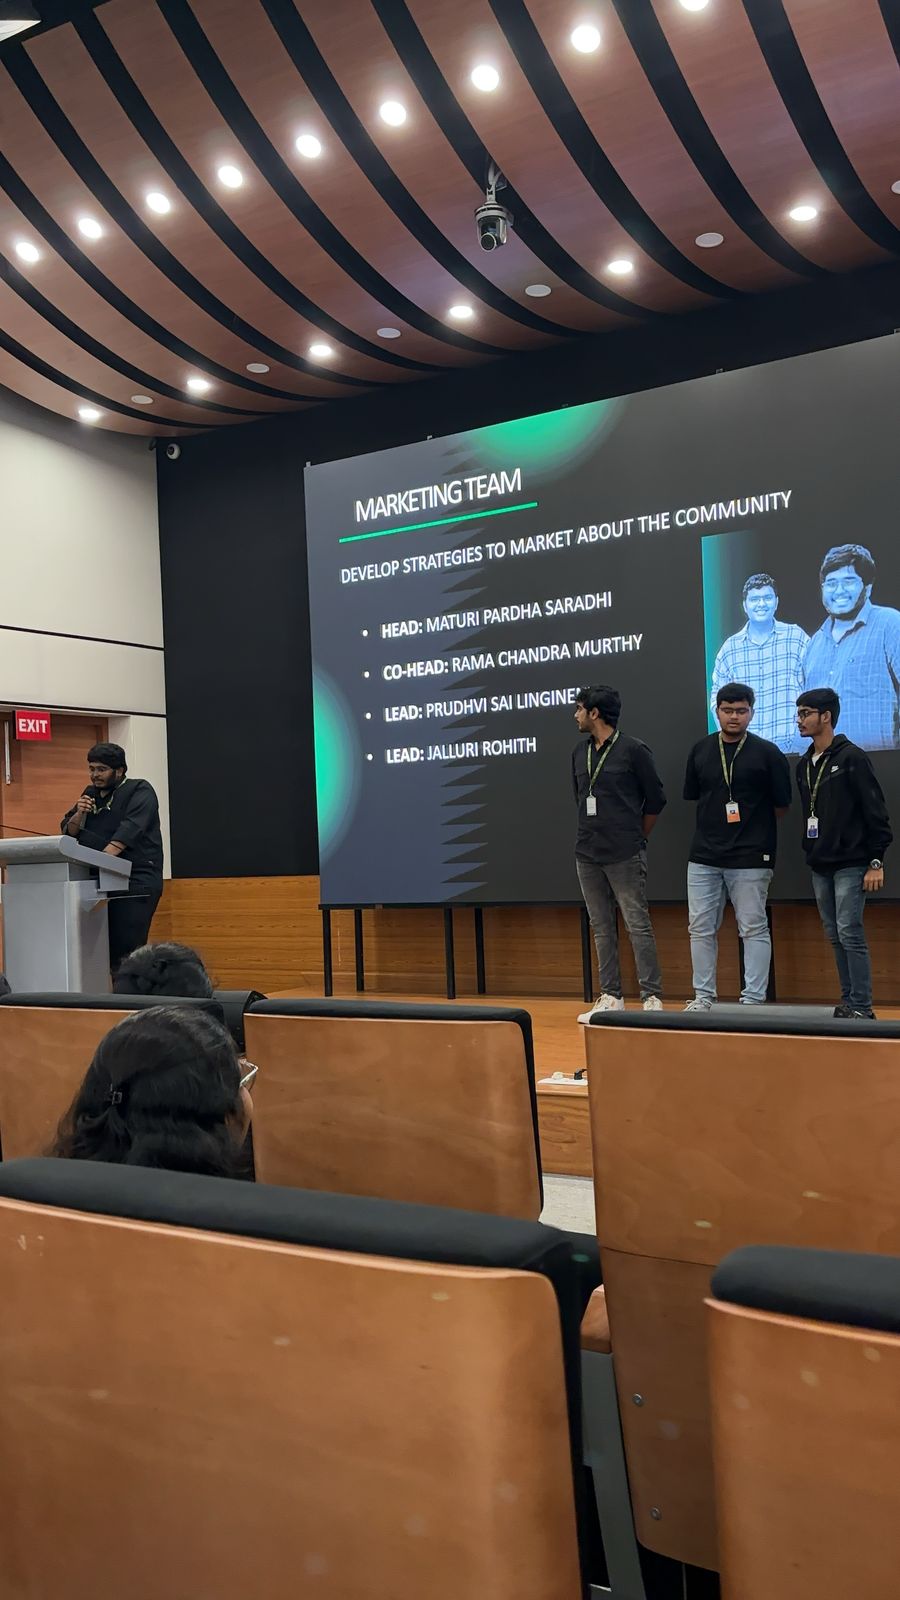 MARKETING TEAM
DEVELOP STRATEGIES TO MARKET ABOUT THE COMMUNITY
• HEAD: MATURI PARDHA SARADHI
• CO-HEAD: RAMA CHANDRA MURTHY
• LEAD: PRUDHVI SAI
• LEAD: JALLURI ROHITH
EXIT